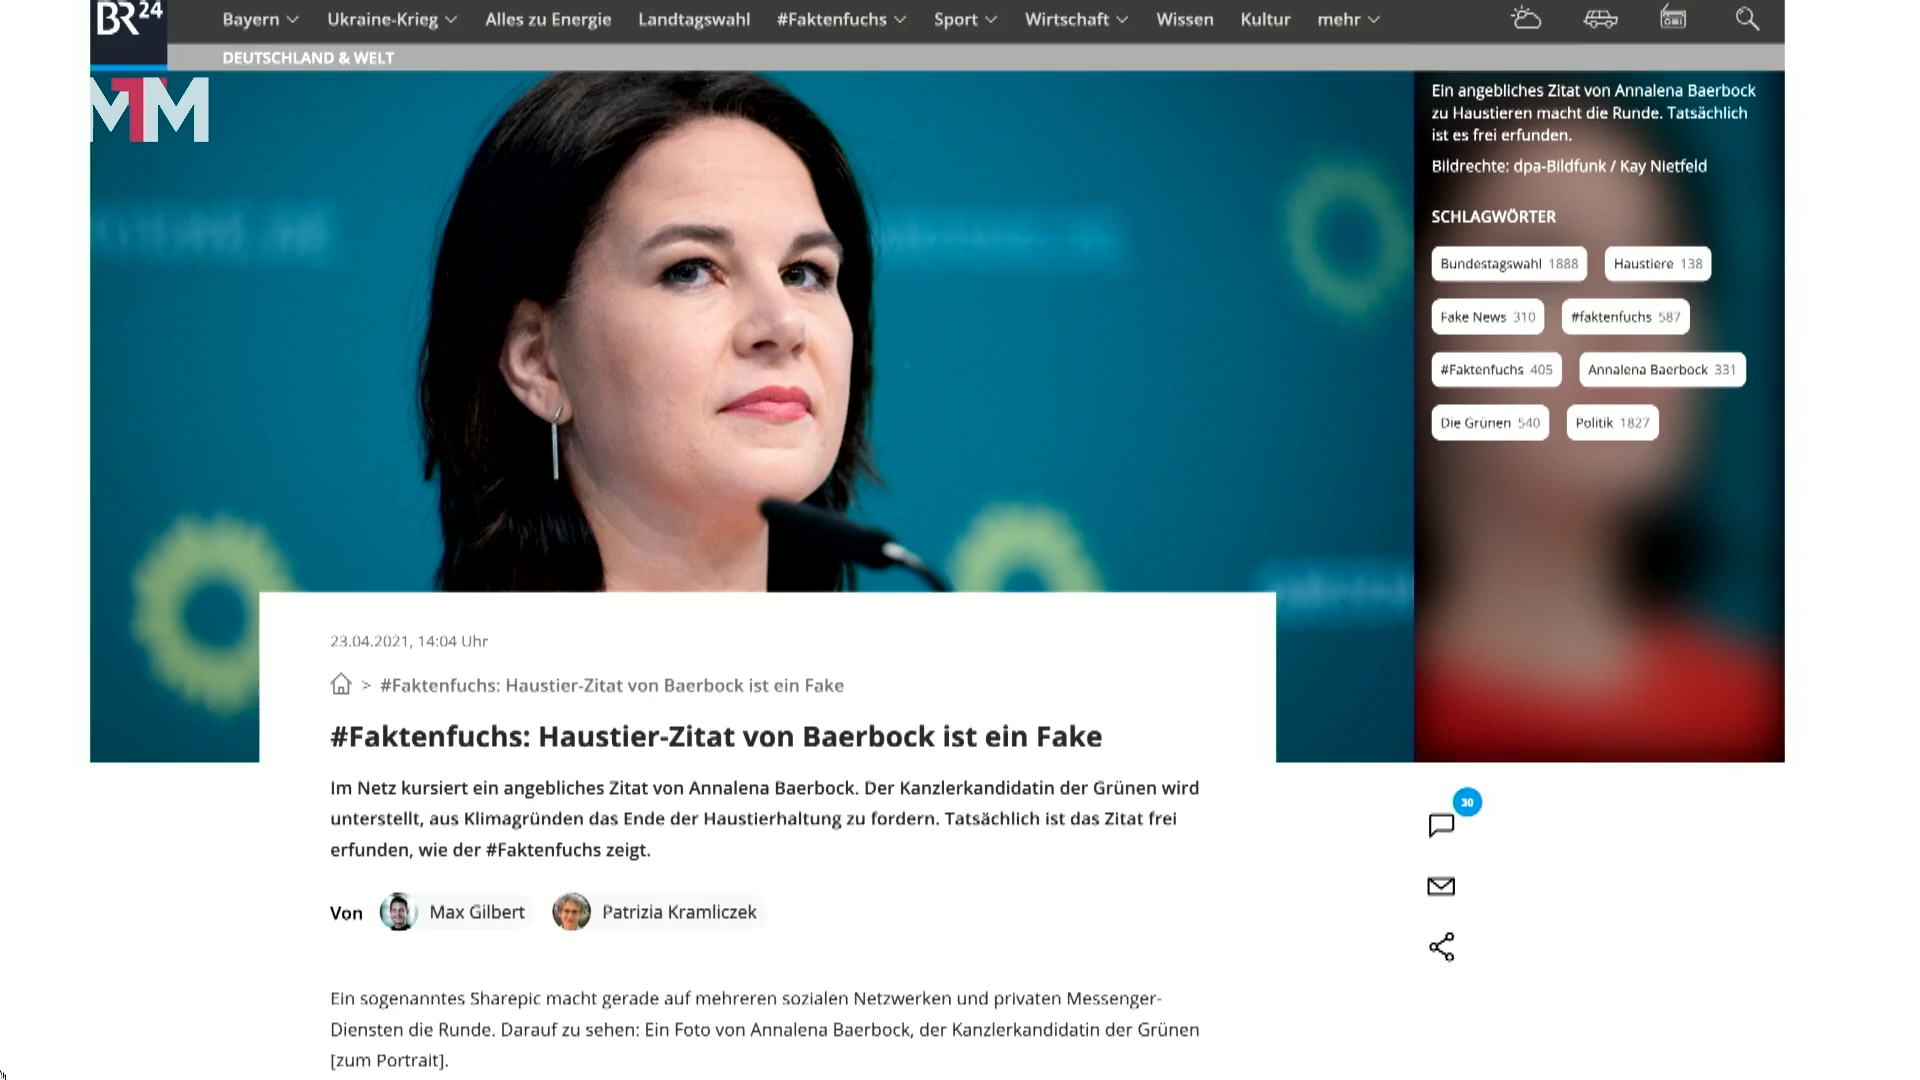 BR24
Bayern
Ukraine-Krieg
Alles zu Energie
Landtagswahl
#Faktenfuchs
Sport
Wirtschaft
Wissen
Kultur
mehr
DEUTSCHLAND & WELT
MTM
Ein angebliches Zitat von Annalena Baerbock
zu Haustieren macht die Runde. Tatsächlich
ist es frei erfunden.
Bildrechte: dpa-Bildfunk / Kay Nietfeld
SCHLAGWÖRTER
Bundestagswahl 1888
Haustiere 138
Fake News 310
#faktenfuchs 587
#Faktenfuchs 405
Annalena Baerbock 331
Die Grünen 540
Politik 1827
23.04.2021, 14:04 Uhr
> #Faktenfuchs: Haustier-Zitat von Baerbock ist ein Fake
#Faktenfuchs: Haustier-Zitat von Baerbock ist ein Fake
Im Netz kursiert ein angebliches Zitat von Annalena Baerbock. Der Kanzlerkandidatin der Grünen wird
unterstellt, aus Klimagründen das Ende der Haustierhaltung zu fordern. Tatsächlich ist das Zitat frei
erfunden, wie der #Faktenfuchs zeigt.
30
Von Max Gilbert Patrizia Kramliczek
Ein sogenanntes Sharepic macht gerade auf mehreren sozialen Netzwerken und privaten Messenger-
Diensten die Runde. Darauf zu sehen: Ein Foto von Annalena Baerbock, der Kanzlerkandidatin der Grünen
[zum Portrait].